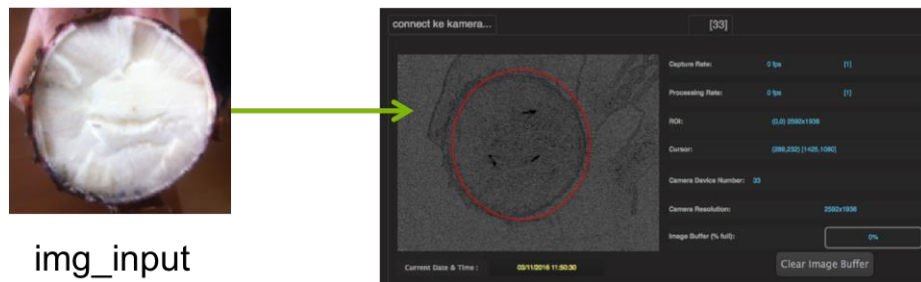 connect ke kamera...
[33]
Capture Rate: 0 fps [1]
Processing Rate: 0 fps [1]
ROI: (0,0) 2592x1936
Cursor: (289,232) [1425,1080]
Camera Device Number: 33
Camera Resolution: 2592x1936
Image Buffer (% full): 0%
Clear Image Buffer
Current Date & Time : 03/11/2016 11:50:30
img_input